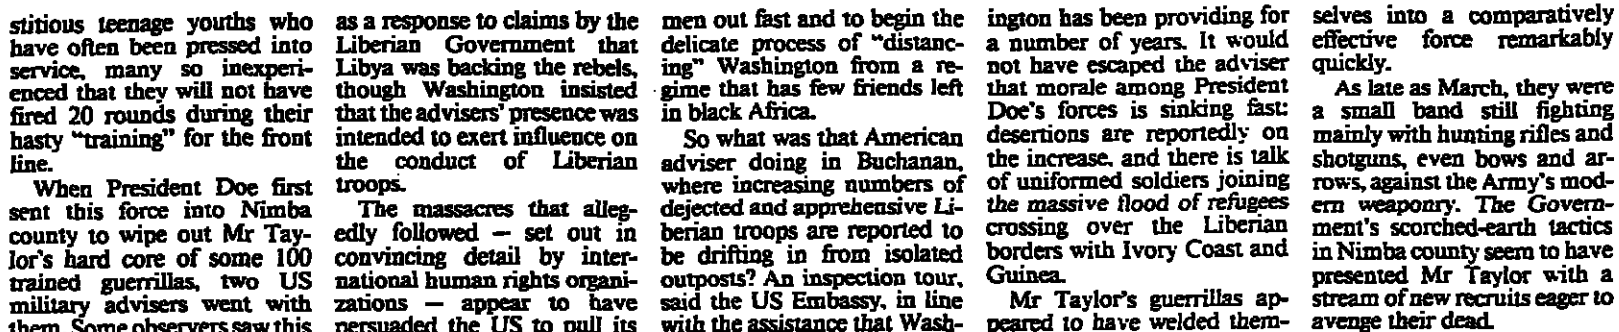 stitious teenage youths who
have often been pressed into
service, many so inexperi-
enced that they will not have
fired 20 rounds during their
hasty “training” for the front
line.
When President Doe first
sent this force into Nimba
county to wipe out Mr Tay-
lor's hard core of some 100
trained guerrillas, two US
military advisers went with
them. Some observers saw this
as a response to claims by the
Liberian Government that
Libya was backing the rebels,
though Washington insisted
that the advisers' presence was
intended to exert influence on
the conduct of Liberian
troops.
The massacres that alleg-
edly followed — set out in
convincing detail by inter-
national human rights organi-
zations — appear to have
persuaded the US to pull its
men out fast and to begin the
delicate process of “distanc-
ing” Washington from a re-
gime that has few friends left
in black Africa.
So what was that American
adviser doing in Buchanan,
where increasing numbers of
dejected and apprehensive Li-
berian troops are reported to
be drifting in from isolated
outposts? An inspection tour,
said the US Embassy, in line
with the assistance that Wash-
ington has been providing for
a number of years. It would
not have escaped the adviser
that morale among President
Doe's forces is sinking fast:
desertions are reportedly on
the increase, and there is talk
of uniformed soldiers joining
the massive flood of refugees
crossing over the Liberian
borders with Ivory Coast and
Guinea.
Mr Taylor's guerrillas ap-
peared to have welded them-
selves into a comparatively
effective force remarkably
quickly.
As late as March, they were
a small band still fighting
mainly with hunting rifles and
shotguns, even bows and ar-
rows, against the Army's mod-
ern weaponry. The Govern-
ment's scorched-earth tactics
in Nimba county seem to have
presented Mr Taylor with a
stream of new recruits eager to
avenge their dead.